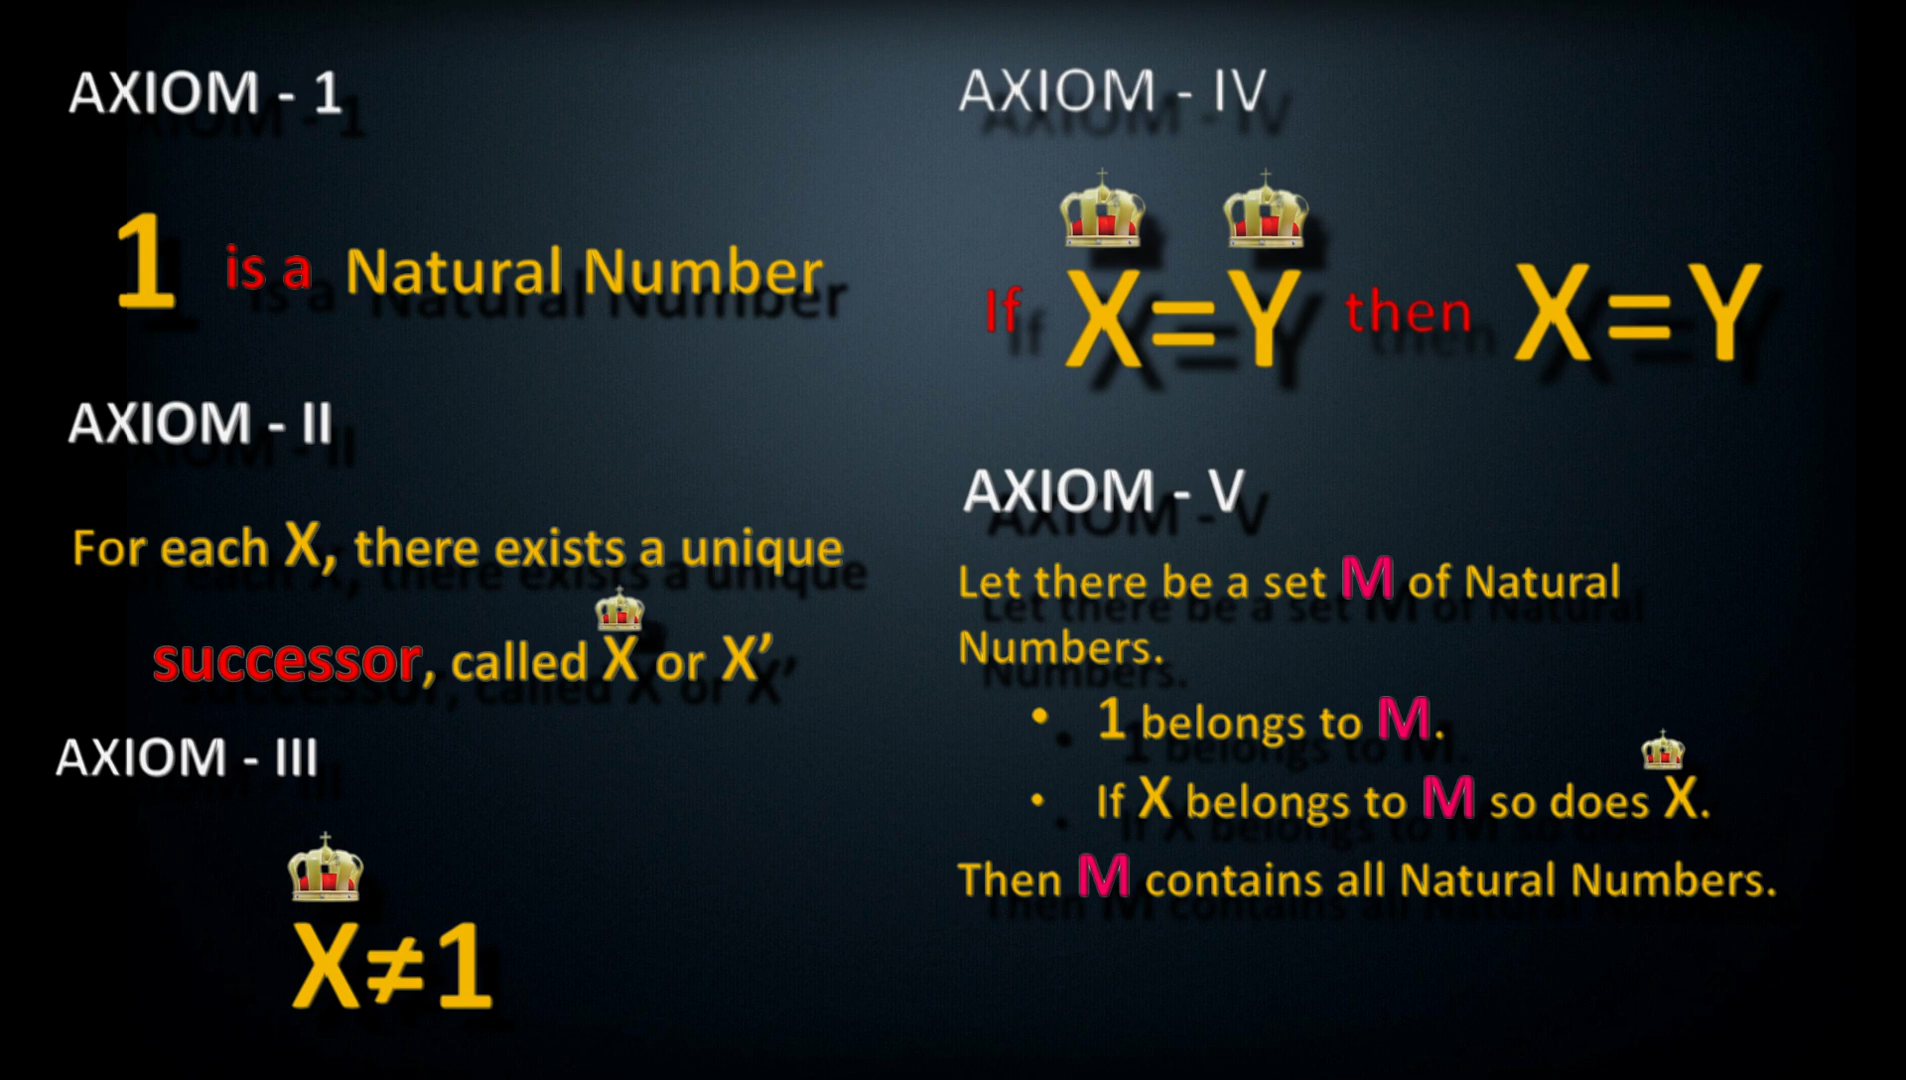 AXIOM - 1
1 is a Natural Number
AXIOM - II
For each X, there exists a unique
successor, called X or X’
AXIOM - III
X≠1
AXIOM - IV
If X=Y then X=Y
AXIOM - V
Let there be a set M of Natural
Numbers.
• 1 belongs to M.
• If X belongs to M so does X.
Then M contains all Natural Numbers.